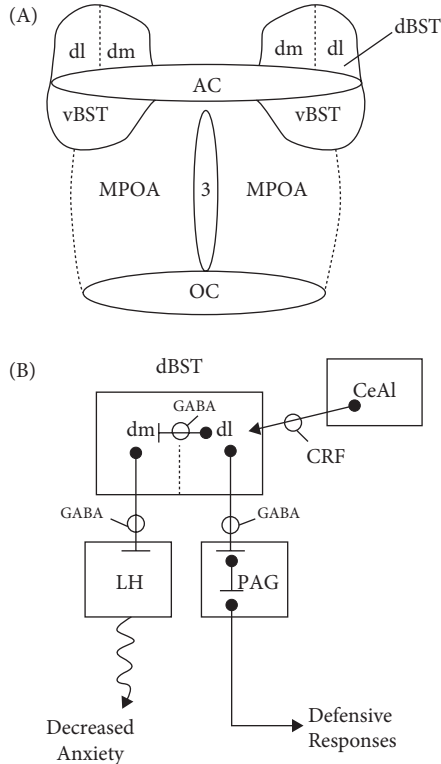 (A)
dl dm
dm dl
dBST
AC
vBST
vBST
MPOA
3
MPOA
OC
(B)
dBST
CeAl
GABA
dm
dl
CRF
GABA
GABA
LH
PAG
Decreased
Anxiety
Defensive
Responses